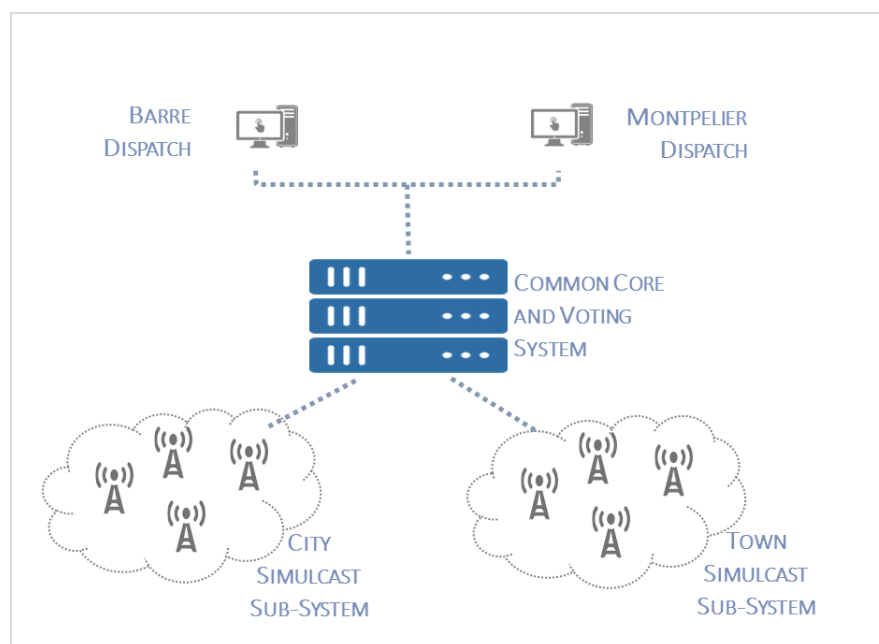 BARRE
DISPATCH
MONTPELIER
DISPATCH
COMMON CORE
AND VOTING
SYSTEM
CITY
SIMULCAST
SUB-SYSTEM
TOWN
SIMULCAST
SUB-SYSTEM